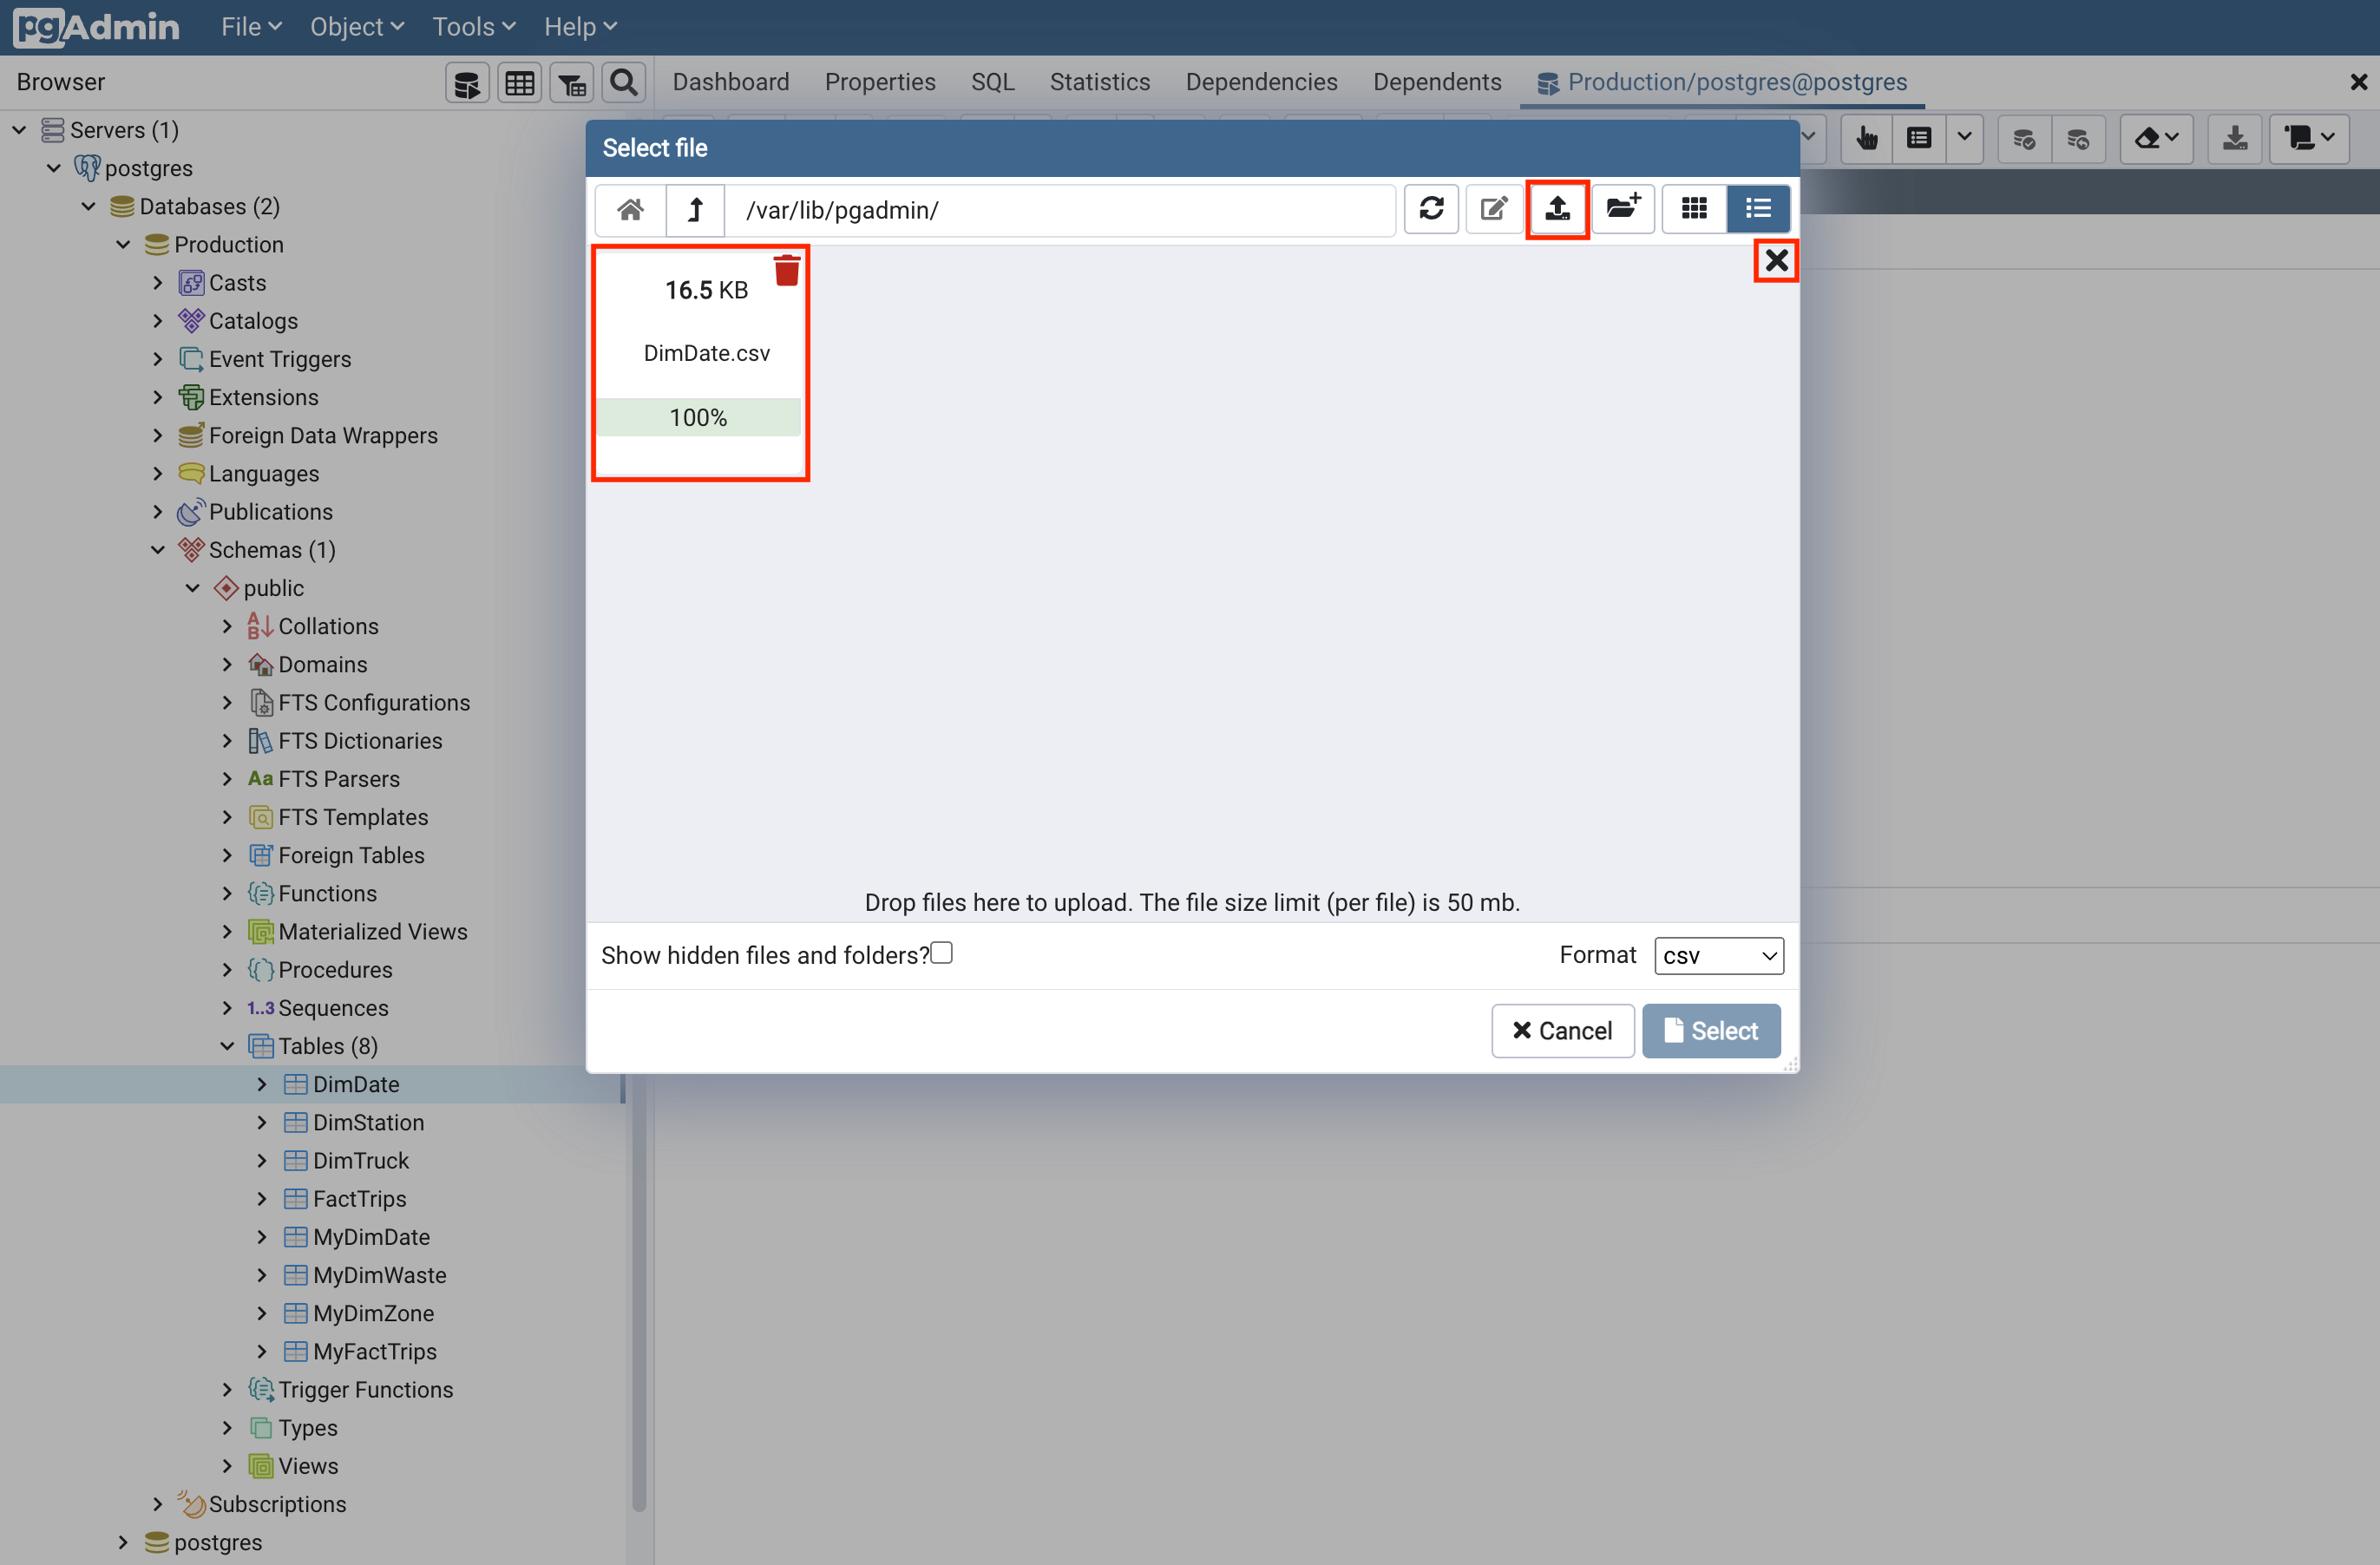 pgAdmin File Object Tools Help
Browser
Dashboard Properties SQL Statistics Dependencies Dependents Production/postgres@postgres
Servers (1)
postgres
Databases (2)
Production
Casts
Catalogs
Event Triggers
Extensions
Foreign Data Wrappers
Languages
Publications
Schemas (1)
public
A
B
Collations
Domains
FTS Configurations
FTS Dictionaries
Aa FTS Parsers
FTS Templates
Foreign Tables
Functions
Materialized Views
Procedures
1..3 Sequences
Tables (8)
DimDate
DimStation
DimTruck
FactTrips
MyDimDate
MyDimWaste
MyDimZone
MyFactTrips
Trigger Functions
Types
Views
Subscriptions
postgres
Select file
/var/lib/pgadmin/
16.5 KB
DimDate.csv
100%
Drop files here to upload. The file size limit (per file) is 50 mb.
Show hidden files and folders? Format csv
Cancel Select